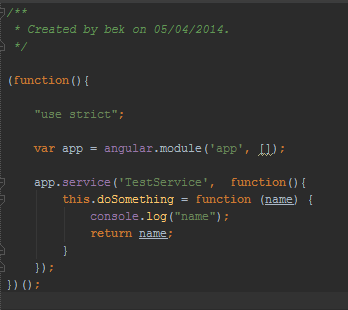 /**
 * Created by bek on 05/04/2014.
 */
(function(){
    "use strict";
    var app = angular.module('app', []);
    app.service('TestService',  function(){
        this.doSomething = function (name) {
            console.log("name");
            return name;
        }
    });
})();